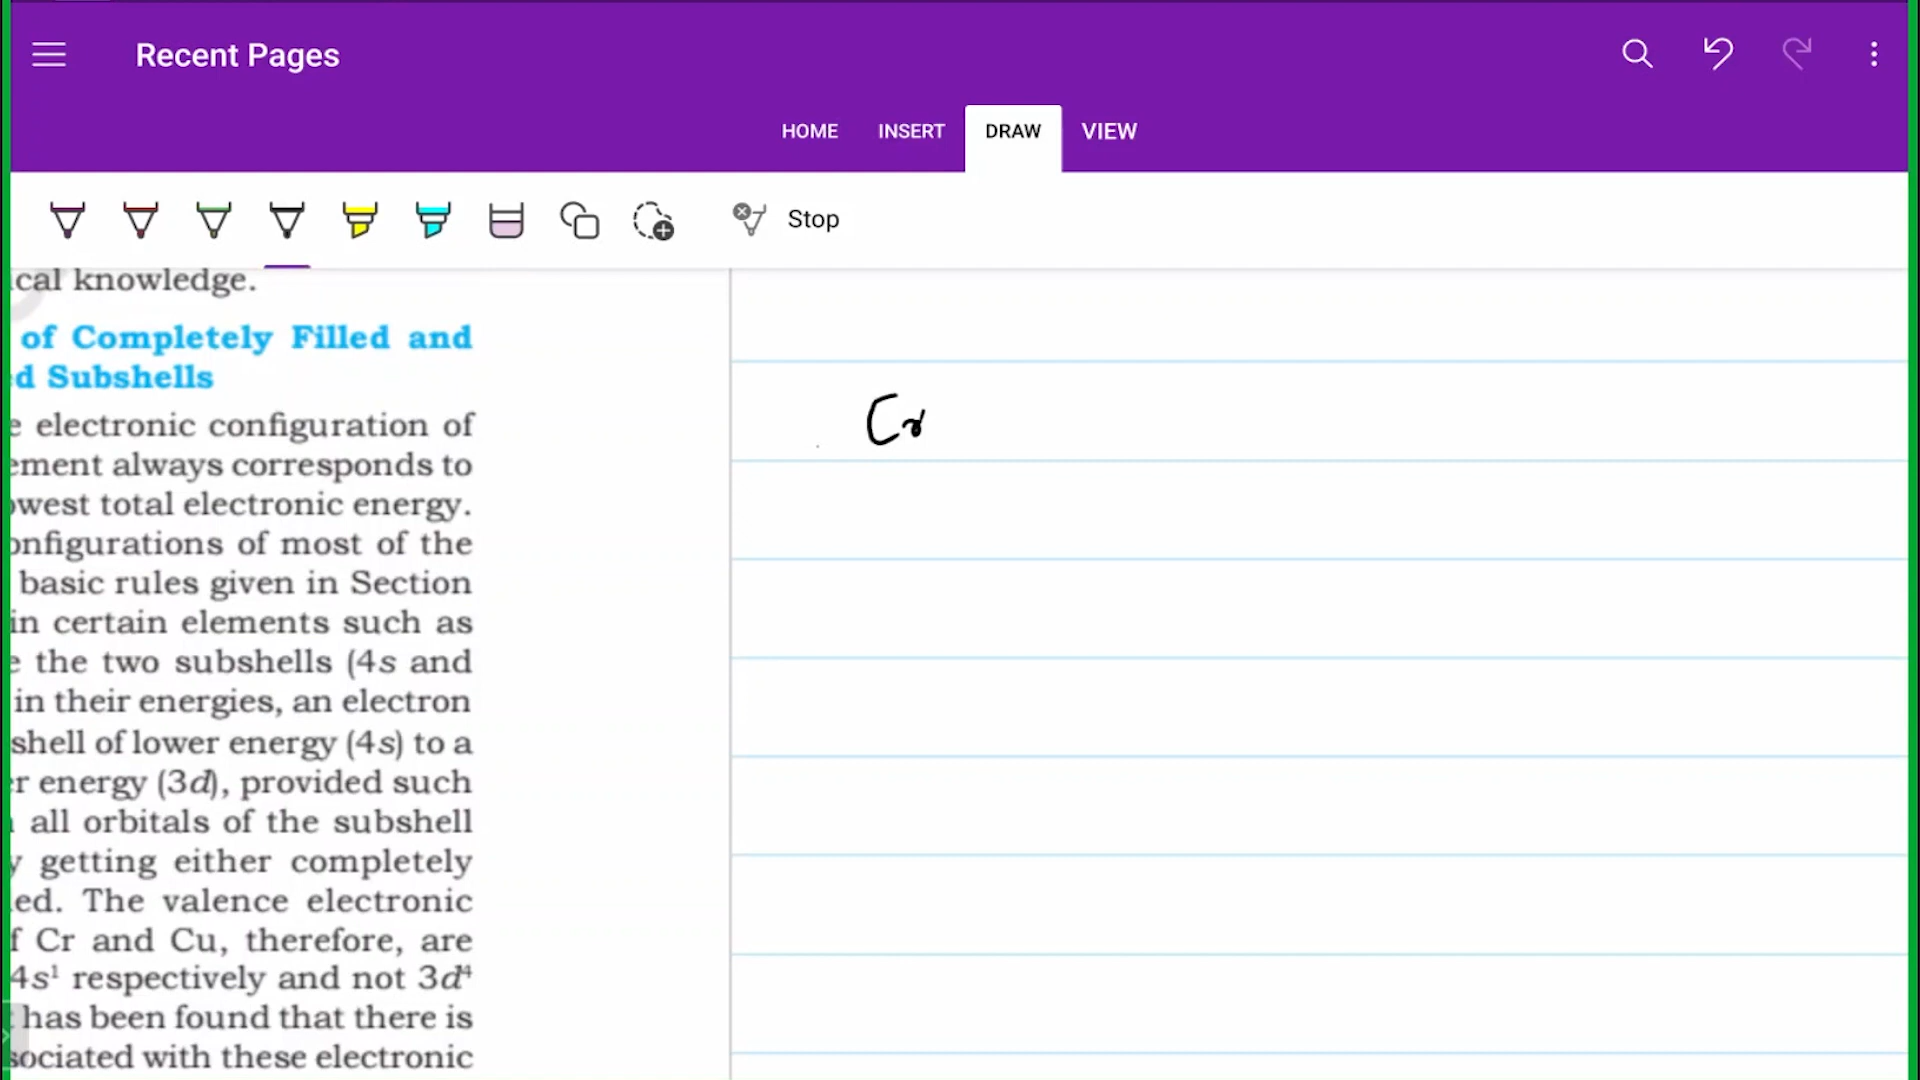 Recent Pages
HOME INSERT DRAW VIEW
Stop
ical knowledge.
of Completely Filled and
d Subshells
e electronic configuration of
ement always corresponds to
owest total electronic energy.
onfigurations of most of the
basic rules given in Section
in certain elements such as
e the two subshells (4s and
in their energies, an electron
shell of lower energy (4s) to a
r energy (3d), provided such
all orbitals of the subshell
y getting either completely
ed. The valence electronic
f Cr and Cu, therefore, are
4s¹ respectively and not 3d⁴
has been found that there is
sociated with these electronic
Cr